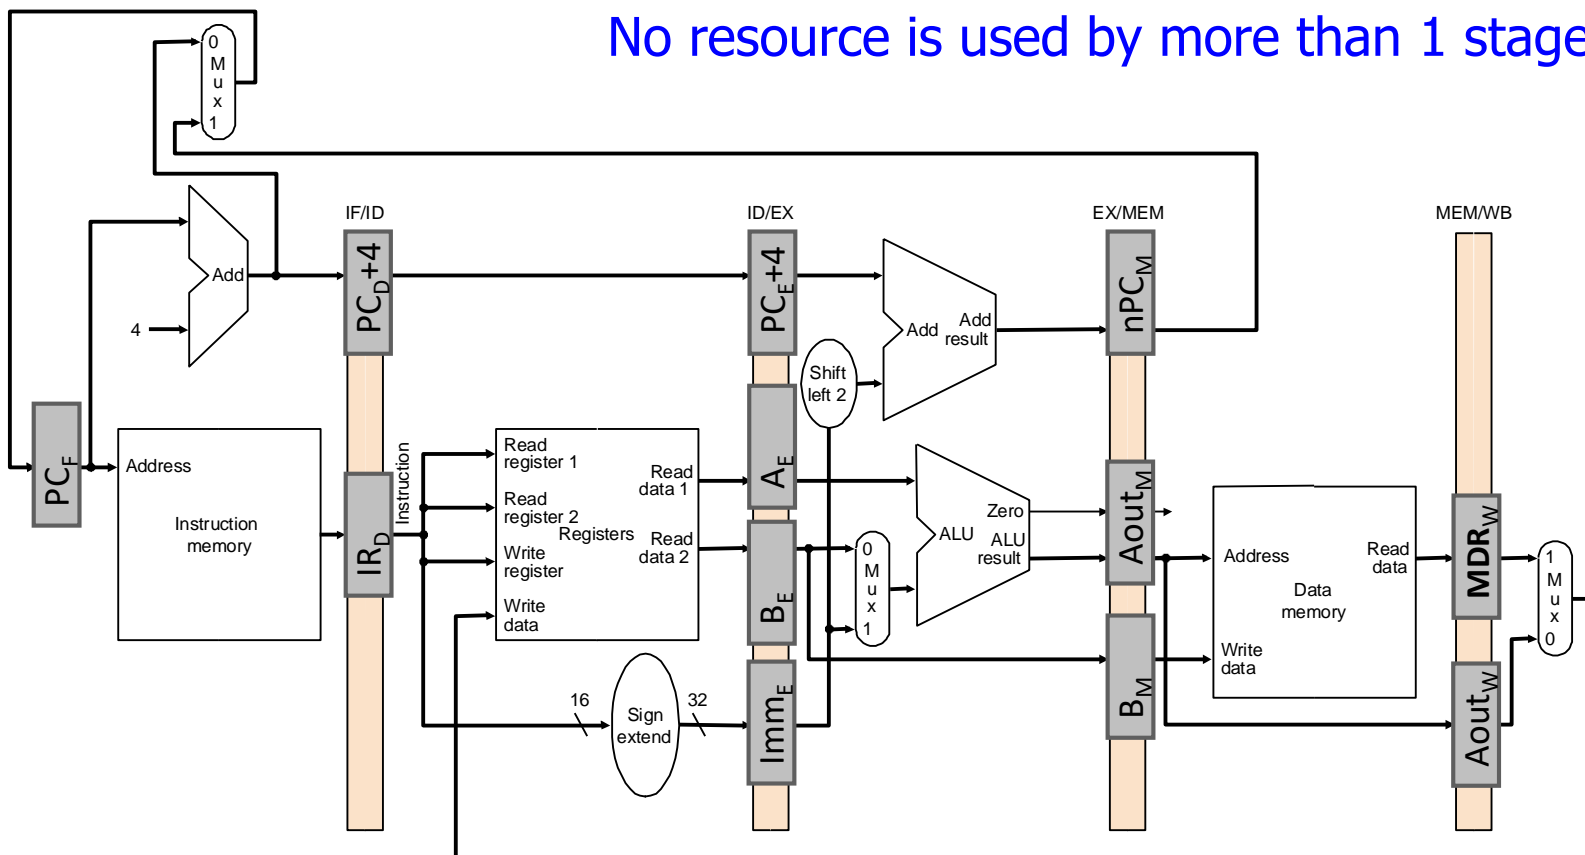 No resource is used by more than 1 stage
0
M
u
x
1
IF/ID
ID/EX
EX/MEM
MEM/WB
PC_D+4
PC_E+4
nPC_M
Add
4
Add
Add
result
Shift
left 2
PC_F
Address
Instruction
memory
IR_D
Instruction
Read
register 1
Read
register 2
Write
register
Write
data
Registers
Read
data 1
Read
data 2
A_E
B_E
Imm_E
16
Sign
extend
32
0
M
u
x
1
Zero
ALU
ALU
result
Aout_M
B_M
Address
Write
data
Data
memory
Read
data
MDR_W
Aout_W
1
M
u
x
0